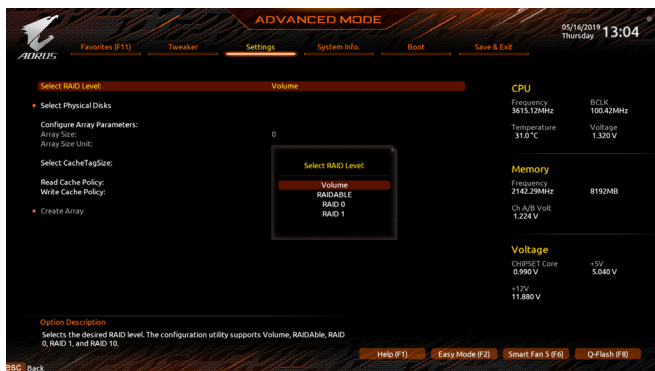 ADVANCED MODE
05/16/2019 Thursday 13:04
AORUS
Favorites (F11) Tweaker Settings System Info. Boot Save & Exit
Select RAID Level: Volume
Select Physical Disks
Configure Array Parameters:
Array Size: 0
Array Size Unit:
Select CacheTagSize:
Read Cache Policy:
Write Cache Policy:
Create Array
Select RAID Level:
Volume
RAIDABLE
RAID 0
RAID 1
CPU
Frequency BCLK
3615.12MHz 100.42MHz
Temperature Voltage
31.0 °C 1.320 V
Memory
Frequency
2142.29MHz 8192MB
Ch A/B Volt
1.224 V
Voltage
CHIPSET Core +5V
0.990 V 5.040 V
+12V
11.880 V
Option Description
Selects the desired RAID level. The configuration utility supports Volume, RAIDAble, RAID
0, RAID 1, and RAID 10.
Help (F1) Easy Mode (F2) Smart Fan 5 (F6) Q-Flash (F8)
esc Back